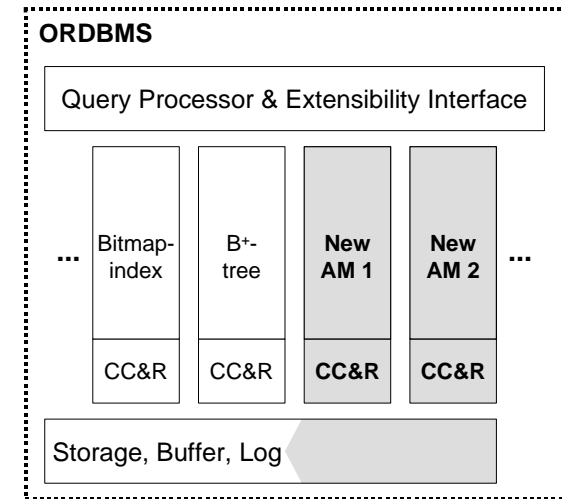 ORDBMS
Query Processor & Extensibility Interface
... Bitmap- B+- New New ...
index tree AM 1 AM 2
CC&R CC&R CC&R CC&R
Storage, Buffer, Log